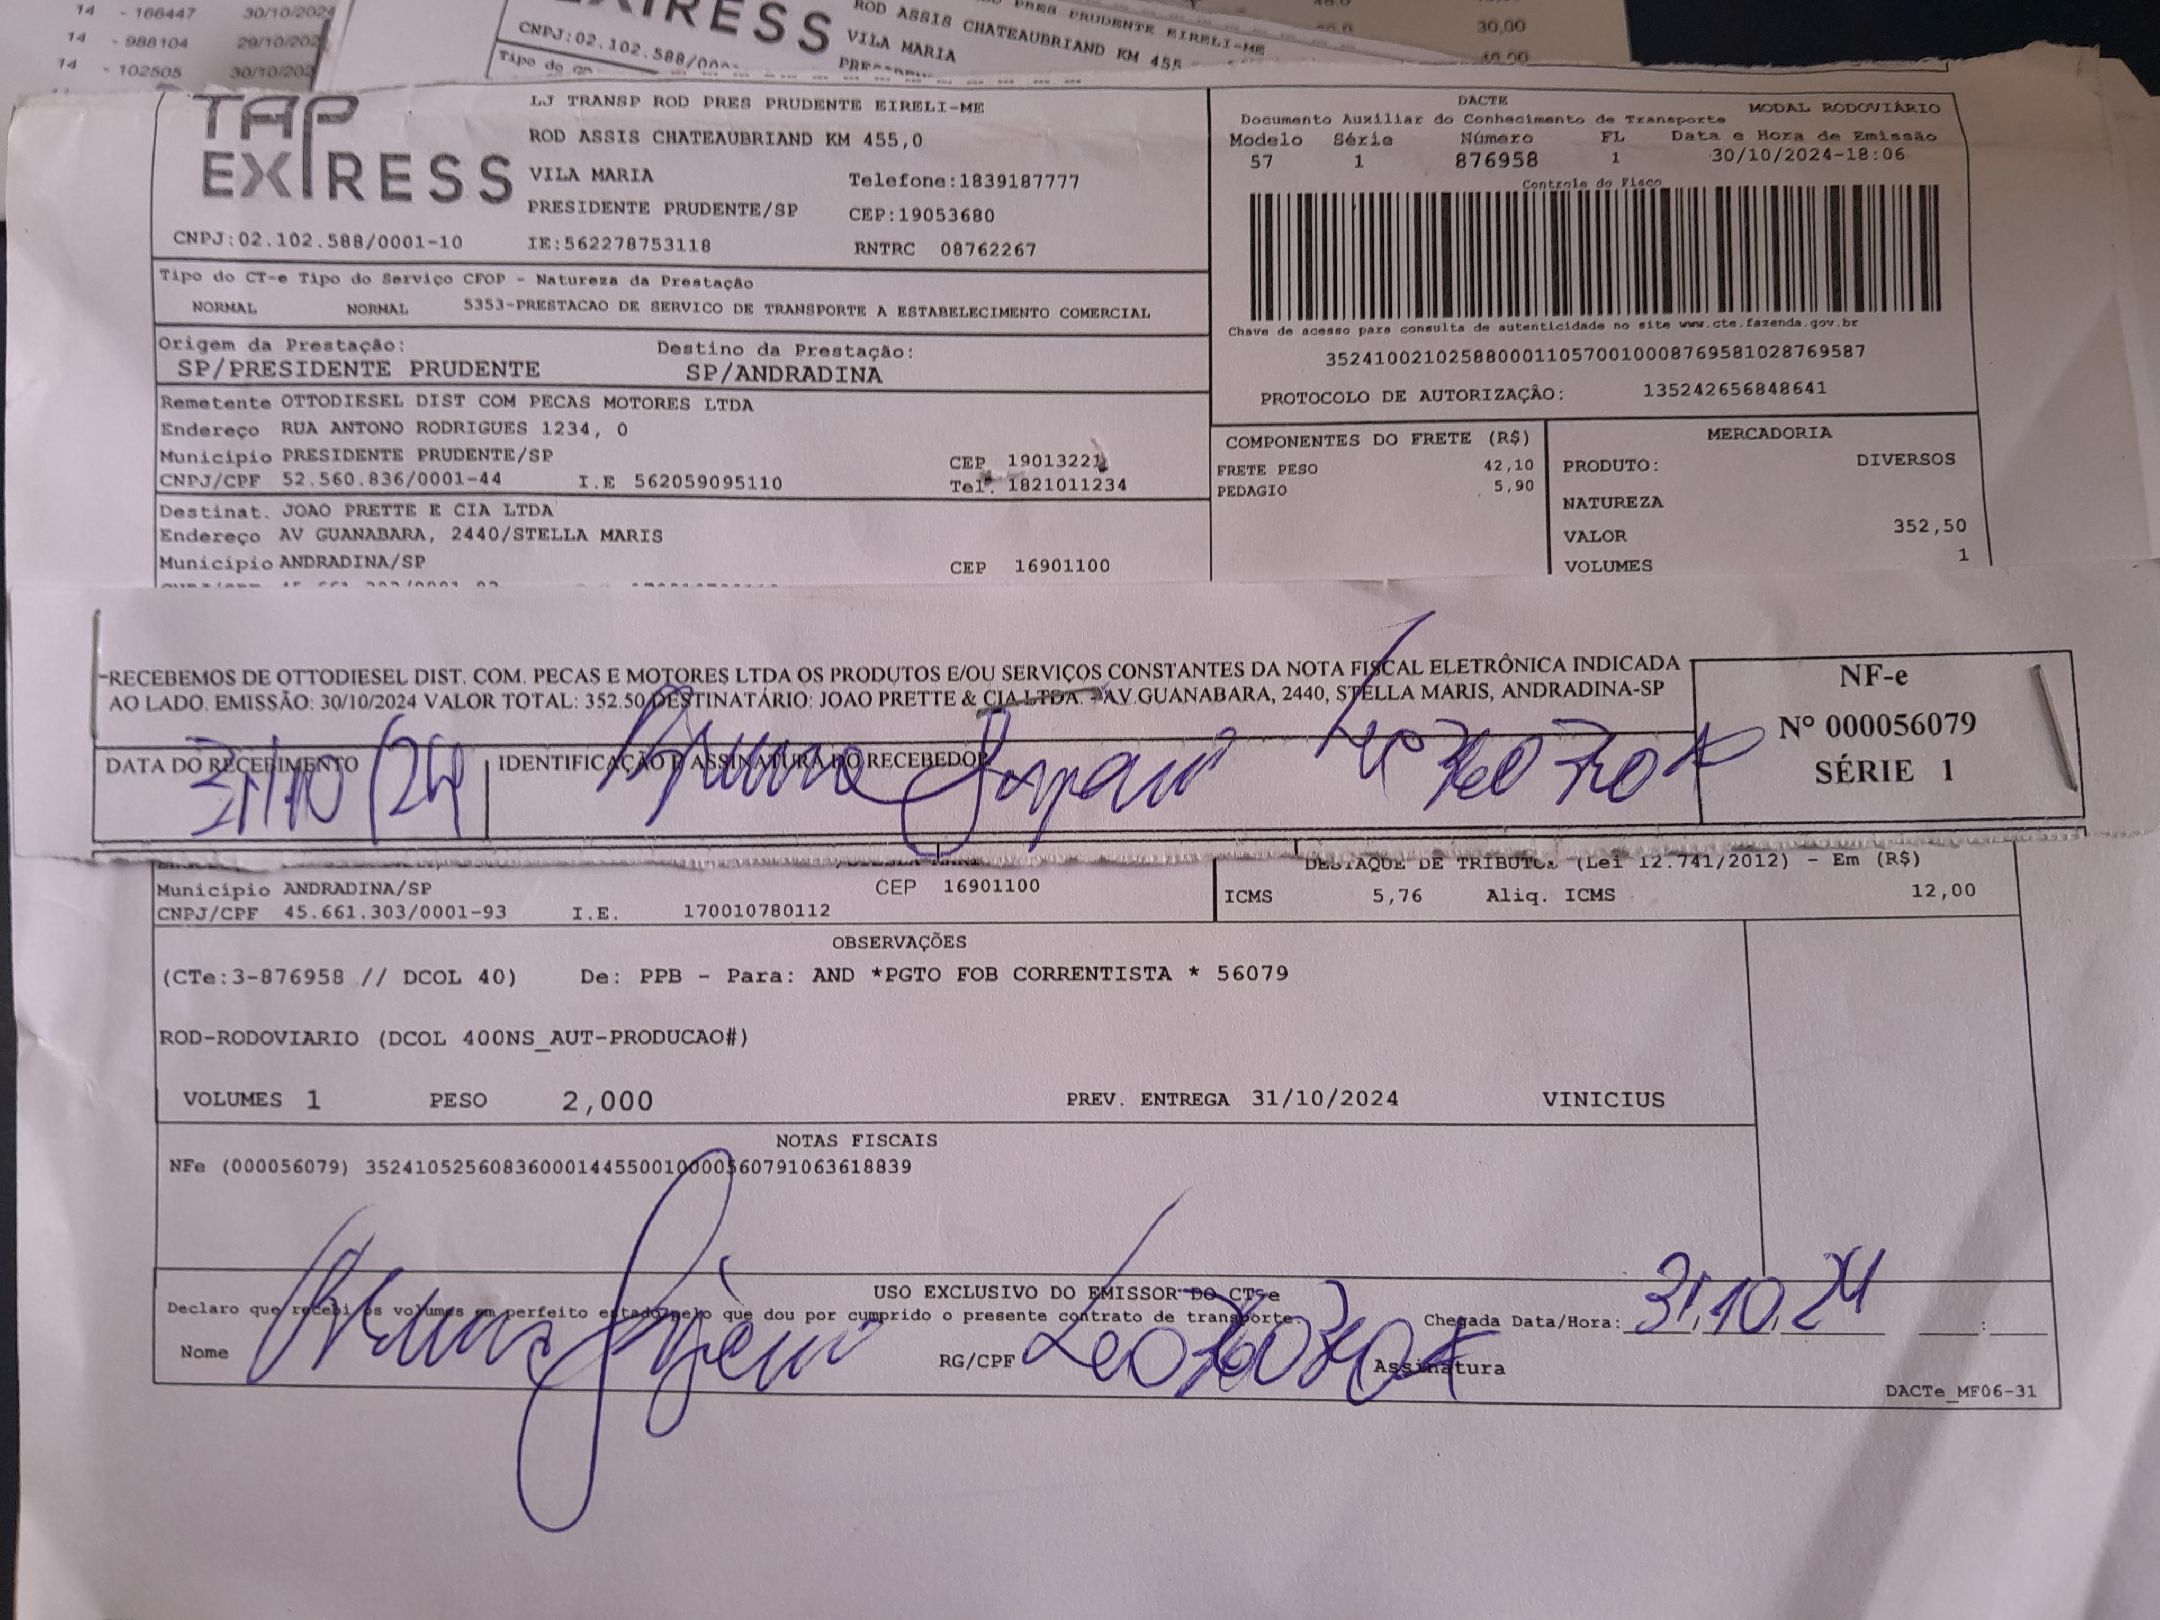 14 - 166447 30/10/2024
14 - 988104 29/10/202
14 - 102505 30/10/202
CNPJ:02.102.588/000
Tipo do
ROD ASSIS CHATEAUBRIAND KM 455
VILA MARIA
PRES PRUDENTE EIRELI-ME
30,00
TAP EXPRESS
LJ TRANSP ROD PRES PRUDENTE EIRELI-ME
ROD ASSIS CHATEAUBRIAND KM 455,0
VILA MARIA Telefone:1839187777
PRESIDENTE PRUDENTE/SP CEP:19053680
CNPJ:02.102.588/0001-10 IE:562278753118 RNTRC 08762267
DACTE MODAL RODOVIÁRIO
Documento Auxiliar do Conhecimento de Transporte
Modelo Série Número FL Data e Hora de Emissão
57 1 876958 1 30/10/2024-18:06
Controle do Fisco
Chave de acesso para consulta de autenticidade no site www.cte.fazenda.gov.br
35241002102588000110570010008769581028769587
PROTOCOLO DE AUTORIZAÇÃO: 135242656848641
Tipo do CT-e Tipo do Serviço CFOP - Natureza da Prestação
NORMAL NORMAL 5353-PRESTACAO DE SERVICO DE TRANSPORTE A ESTABELECIMENTO COMERCIAL
Origem da Prestação: Destino da Prestação:
SP/PRESIDENTE PRUDENTE SP/ANDRADINA
Remetente OTTODIESEL DIST COM PECAS MOTORES LTDA
Endereço RUA ANTONO RODRIGUES 1234, 0
Município PRESIDENTE PRUDENTE/SP CEP 19013221
CNPJ/CPF 52.560.836/0001-44 I.E 562059095110 Tel. 1821011234
Destinat. JOAO PRETTE E CIA LTDA
Endereço AV GUANABARA, 2440/STELLA MARIS
Município ANDRADINA/SP CEP 16901100
COMPONENTES DO FRETE (R$)
FRETE PESO 42,10
PEDAGIO 5,90
MERCADORIA
PRODUTO: DIVERSOS
NATUREZA
VALOR 352,50
VOLUMES 1
RECEBEMOS DE OTTODIESEL DIST. COM. PECAS E MOTORES LTDA OS PRODUTOS E/OU SERVIÇOS CONSTANTES DA NOTA FISCAL ELETRÔNICA INDICADA
AO LADO. EMISSÃO: 30/10/2024 VALOR TOTAL: 352.50 DESTINATÁRIO: JOAO PRETTE & CIA LTDA. - AV GUANABARA, 2440, STELLA MARIS, ANDRADINA-SP
DATA DO RECEBIMENTO IDENTIFICAÇÃO E ASSINATURA DO RECEBEDOR
31/10/24
NF-e
Nº 000056079
SÉRIE 1
DESTAQUE DE TRIBUTOS (Lei 12.741/2012) - Em (R$)
Município ANDRADINA/SP CEP 16901100
CNPJ/CPF 45.661.303/0001-93 I.E. 170010780112
ICMS 5,76 Aliq. ICMS 12,00
OBSERVAÇÕES
(CTe:3-876958 // DCOL 40) De: PPB - Para: AND *PGTO FOB CORRENTISTA * 56079
ROD-RODOVIARIO (DCOL 400NS_AUT-PRODUCAO#)
VOLUMES 1 PESO 2,000 PREV. ENTREGA 31/10/2024 VINICIUS
NOTAS FISCAIS
NFe (000056079) 35241052560836000144550010000560791063618839
USO EXCLUSIVO DO EMISSOR DO CT-e
Declaro que recebi os volumes em perfeito estado pelo que dou por cumprido o presente contrato de transporte.
Chegada Data/Hora: 31,10,24 :
Nome RG/CPF Assinatura
DACTe_MF06-31